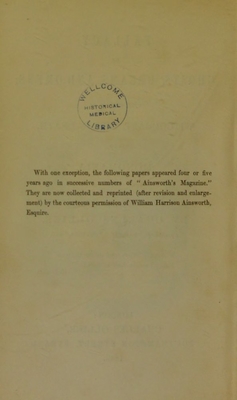 WELLCOME
HISTORICAL
MEDICAL
LIBRARY
With one exception, the following papers appeared four or five
years ago in successive numbers of " Ainsworth's Magazine."
They are now collected and reprinted (after revision and enlarge-
ment) by the courteous permission of William Harrison Ainsworth,
Esquire.